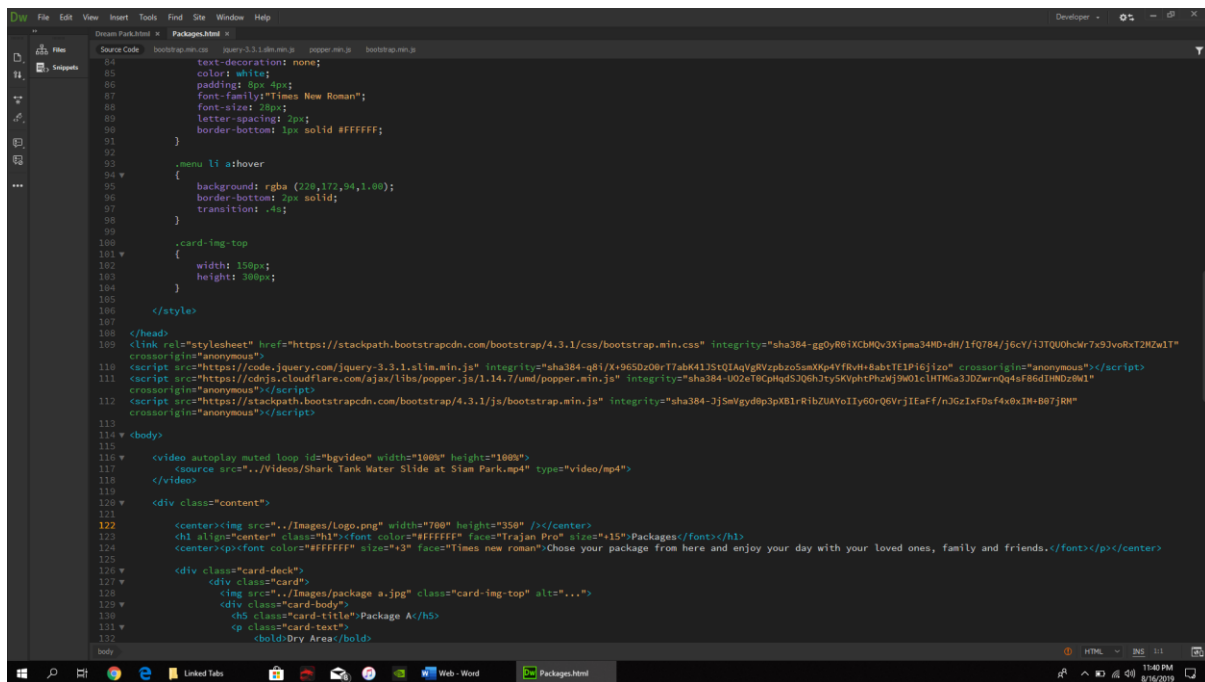 Dw File Edit View Insert Tools Find Site Window Help Developer
Dream Park.html × Packages.html ×
Files
Source Code bootstrap.min.css jquery-3.3.1.slim.min.js popper.min.js bootstrap.min.js
Snippets
84 text-decoration: none;
85 color: white;
86 padding: 8px 4px;
87 font-family:"Times New Roman";
88 font-size: 28px;
89 letter-spacing: 2px;
90 border-bottom: 1px solid #FFFFFF;
91 }
92
93 .menu li a:hover
94 {
95 background: rgba (220,172,94,1.00);
96 border-bottom: 2px solid;
97 transition: .4s;
98 }
99
100 .card-img-top
101 {
102 width: 150px;
103 height: 300px;
104 }
105
106 </style>
107
108 </head>
109 <link rel="stylesheet" href="https://stackpath.bootstrapcdn.com/bootstrap/4.3.1/css/bootstrap.min.css" integrity="sha384-ggOyR0iXCbMQv3Xipma34MD+dH/1fQ784/j6cY/iJTQUOhcWr7x9JvoRxT2MZw1T"
crossorigin="anonymous">
110 <script src="https://code.jquery.com/jquery-3.3.1.slim.min.js" integrity="sha384-q8i/X+965DzO0rT7abK41JStQIAqVgRVzpbzo5smXKp4YfRvH+8abtTE1Pi6jizo" crossorigin="anonymous"></script>
111 <script src="https://cdnjs.cloudflare.com/ajax/libs/popper.js/1.14.7/umd/popper.min.js" integrity="sha384-UO2eT0CpHqdSJQ6hJty5KVphtPhzWj9WO1clHTMGa3JDZwrnQq4sF86dIHNDz0W1"
crossorigin="anonymous"></script>
112 <script src="https://stackpath.bootstrapcdn.com/bootstrap/4.3.1/js/bootstrap.min.js" integrity="sha384-JjSmVgyd0p3pXB1rRibZUAYoIIy6OrQ6VrjIEaFf/nJGzIxFDsf4x0xIM+B07jRM"
crossorigin="anonymous"></script>
113
114 <body>
115
116 <video autoplay muted loop id="bgvideo" width="100%" height="100%">
117 <source src="../Videos/Shark Tank Water Slide at Siam Park.mp4" type="video/mp4">
118 </video>
119
120 <div class="content">
121
122 <center><img src="../Images/Logo.png" width="700" height="350" /></center>
123 <h1 align="center" class="h1"><font color="#FFFFFF" face="Trajan Pro" size="+15">Packages</font></h1>
124 <center><p><font color="#FFFFFF" size="+3" face="Times new roman">Chose your package from here and enjoy your day with your loved ones, family and friends.</font></p></center>
125
126 <div class="card-deck">
127 <div class="card">
128 <img src="../Images/package a.jpg" class="card-img-top" alt="...">
129 <div class="card-body">
130 <h5 class="card-title">Package A</h5>
131 <p class="card-text">
132 <bold>Dry Area</bold>
body HTML INS 1:1
Linked Tabs Web - Word Dw Packages.html 11:40 PM
8/16/2019